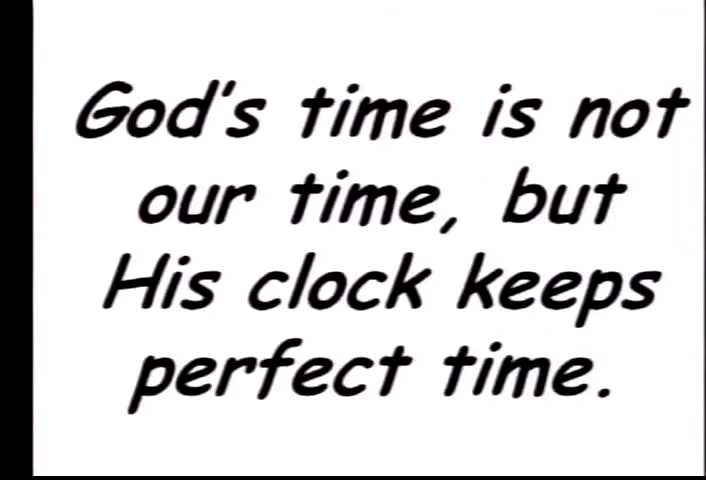 God's time is not
our time, but
His clock keeps
perfect time.